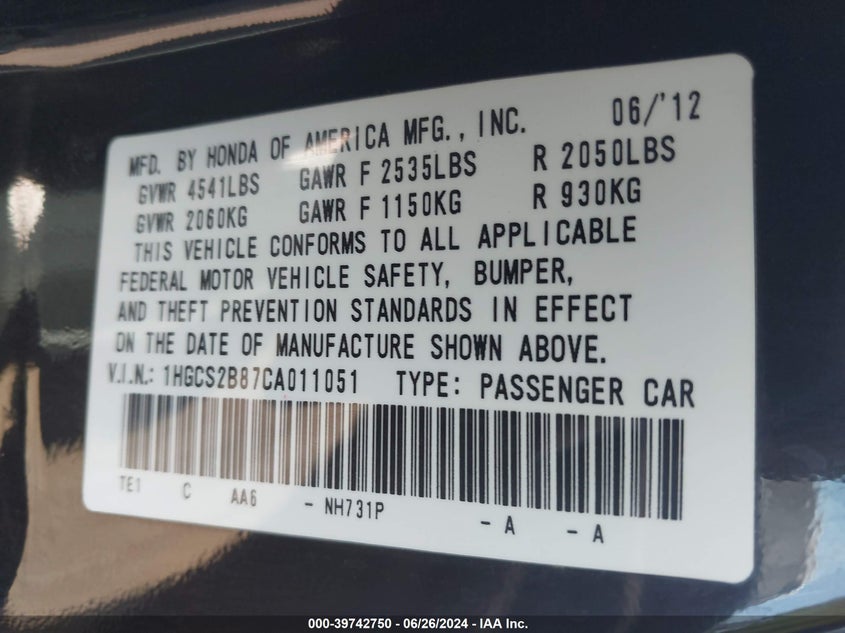 MFD. BY HONDA OF AMERICA MFG., INC. 06/'12
GVWR 4541LBS GAWR F 2535LBS R 2050LBS
GVWR 2060KG GAWR F 1150KG R 930KG
THIS VEHICLE CONFORMS TO ALL APPLICABLE
FEDERAL MOTOR VEHICLE SAFETY, BUMPER,
AND THEFT PREVENTION STANDARDS IN EFFECT
ON THE DATE OF MANUFACTURE SHOWN ABOVE.
V.I.N.: 1HGCS2B87CA011051 TYPE: PASSENGER CAR
TE1 C AA6 - NH731P - A - A
000-39742750 - 06/26/2024 - IAA Inc.